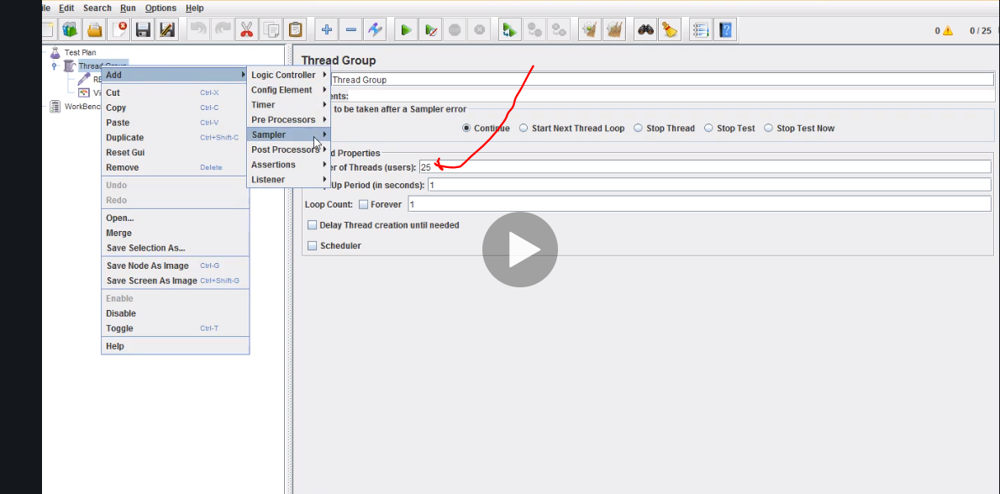 le Edit Search Run Options Help
0 0 / 25
Test Plan
Thread Group
RE
Vi
WorkBenc
Add
Cut Ctrl-X
Copy Ctrl-C
Paste Ctrl-V
Duplicate Ctrl+Shift-C
Reset Gui
Remove Delete
Undo
Redo
Open...
Merge
Save Selection As...
Save Node As Image Ctrl-G
Save Screen As Image Ctrl+Shift-G
Enable
Disable
Toggle Ctrl-T
Help
Logic Controller
Config Element
Timer
Pre Processors
Sampler
Post Processors
Assertions
Listener
Thread Group
Thread Group
ents:
to be taken after a Sampler error
Continue Start Next Thread Loop Stop Thread Stop Test Stop Test Now
d Properties
er of Threads (users): 25
Up Period (in seconds): 1
Loop Count: Forever 1
Delay Thread creation until needed
Scheduler